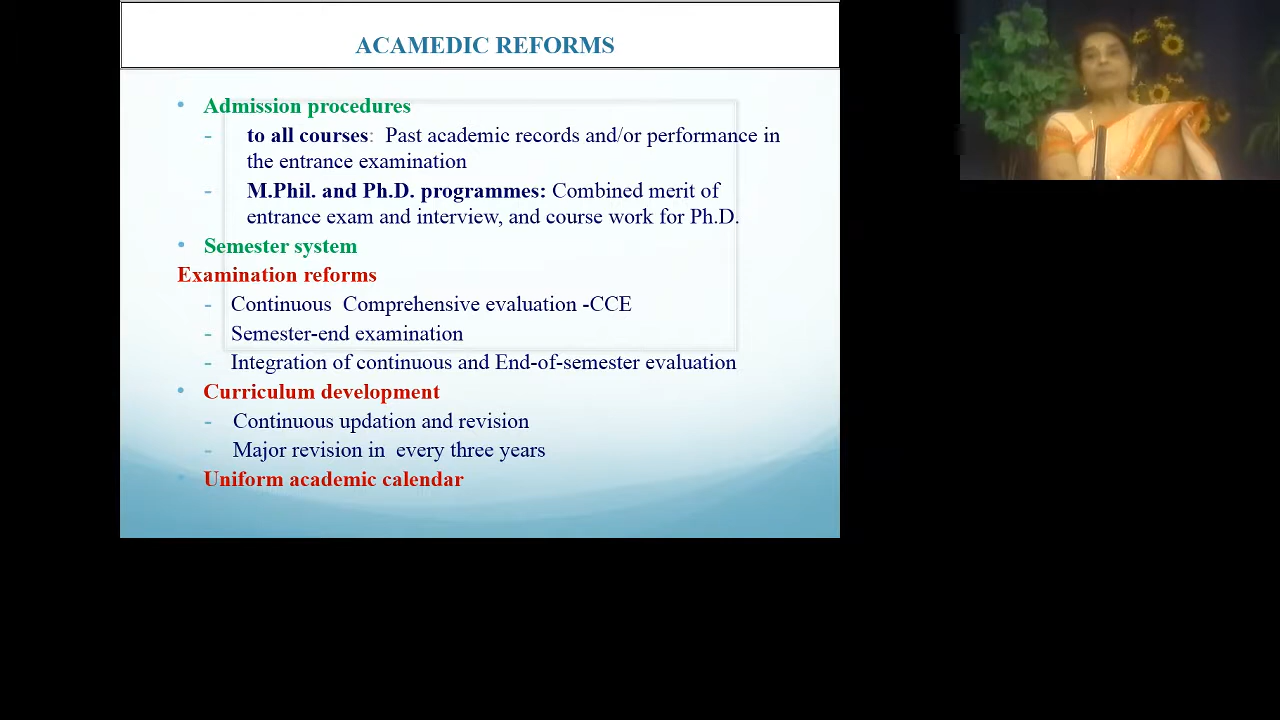 ACAMEDIC REFORMS
• Admission procedures
- to all courses: Past academic records and/or performance in
the entrance examination
- M.Phil. and Ph.D. programmes: Combined merit of
entrance exam and interview, and course work for Ph.D.
• Semester system
Examination reforms
- Continuous Comprehensive evaluation -CCE
- Semester-end examination
- Integration of continuous and End-of-semester evaluation
• Curriculum development
- Continuous updation and revision
- Major revision in every three years
• Uniform academic calendar